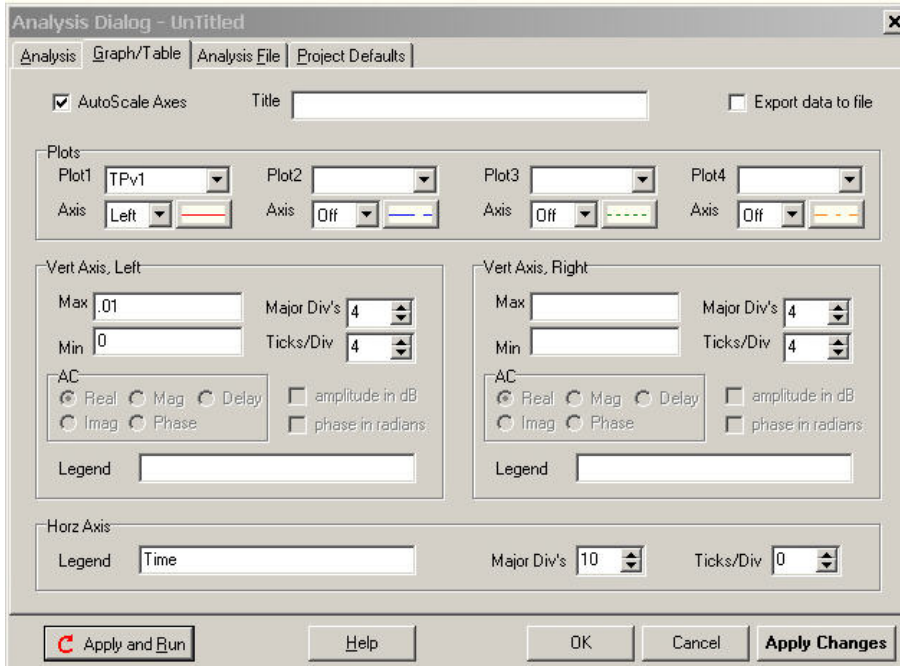 Analysis Dialog - UnTitled
Analysis Graph/Table Analysis File Project Defaults
AutoScale Axes Title Export data to file
Plots
Plot1 TPv1 Plot2 Plot3 Plot4
Axis Left Axis Off Axis Off Axis Off
Vert Axis, Left
Max .01 Major Div's 4
Min 0 Ticks/Div 4
AC
Real Mag Delay amplitude in dB
Imag Phase phase in radians
Legend
Vert Axis, Right
Max Major Div's 4
Min Ticks/Div 4
AC
Real Mag Delay amplitude in dB
Imag Phase phase in radians
Legend
Horz Axis
Legend Time Major Div's 10 Ticks/Div 0
Apply and Run Help OK Cancel Apply Changes